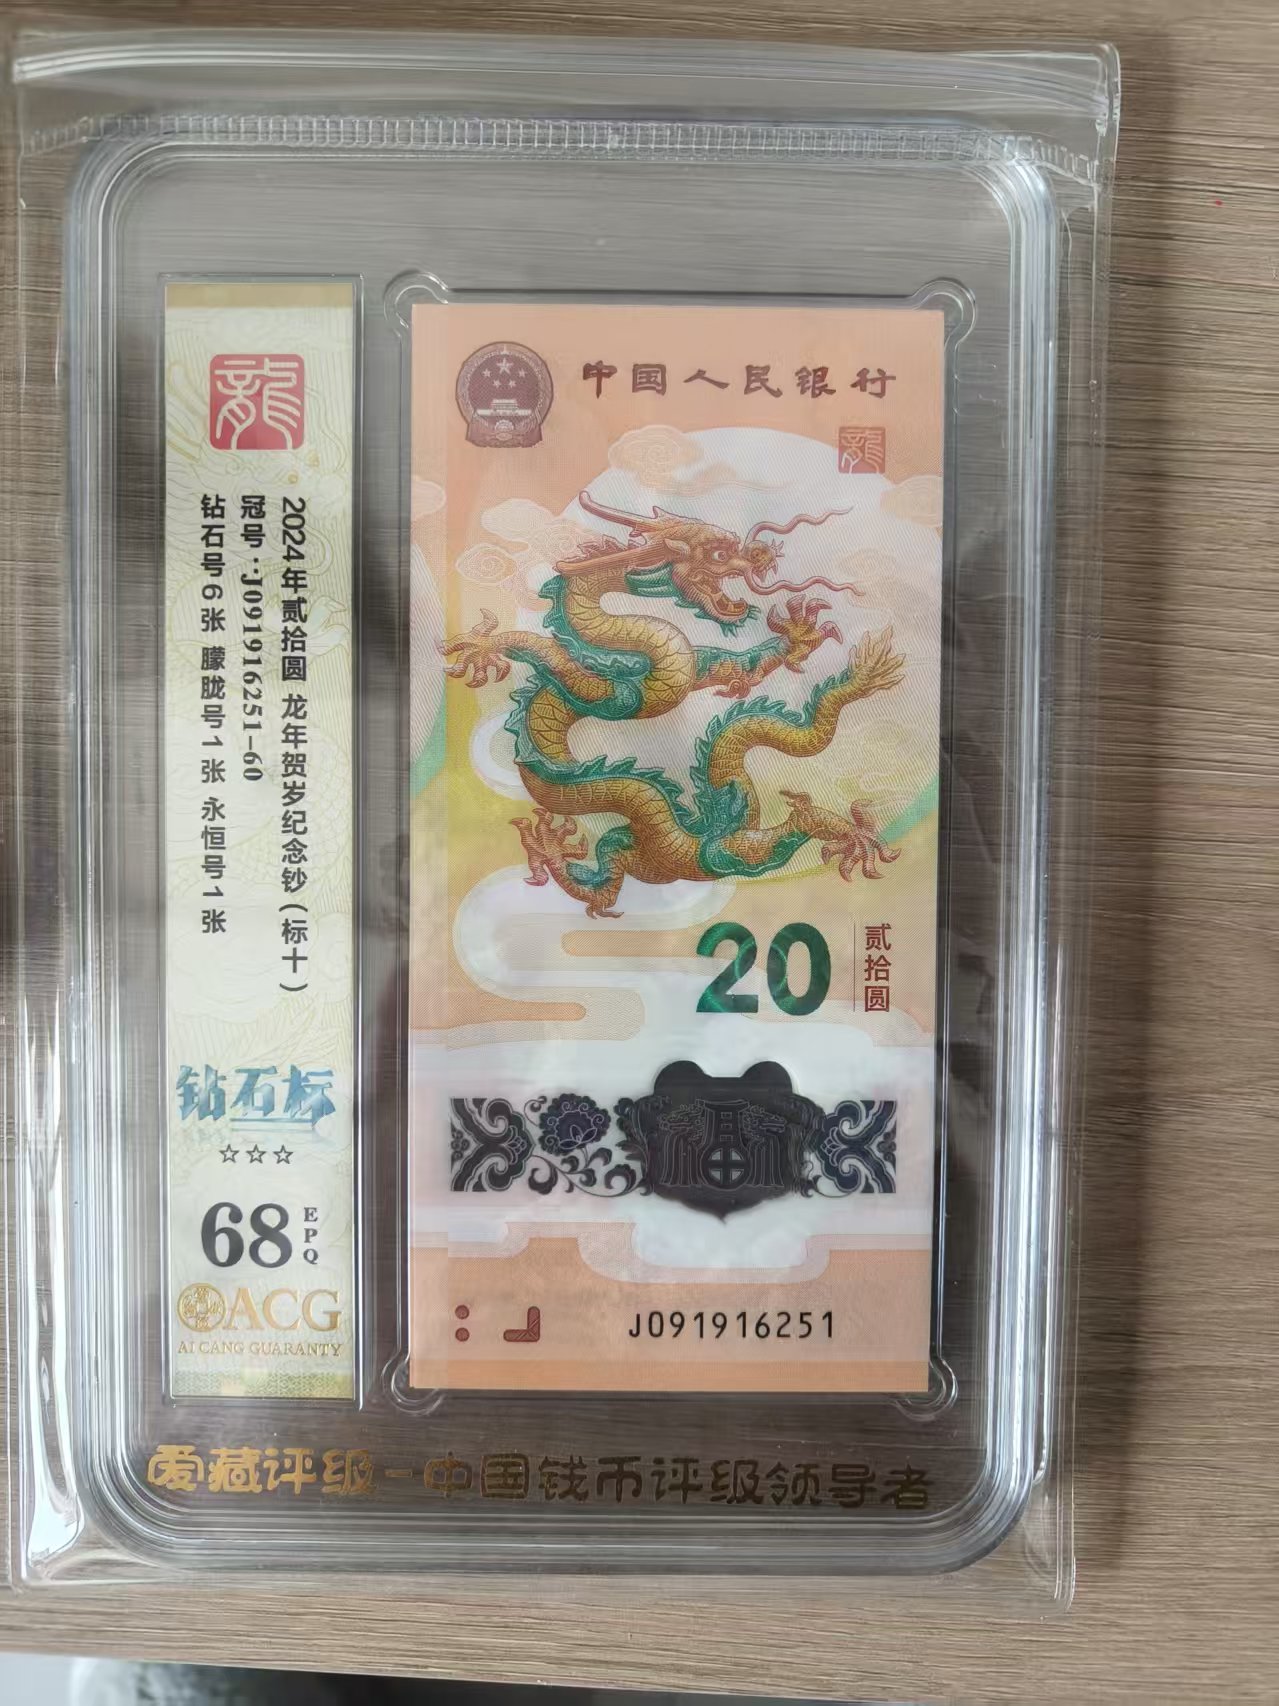 龍
2024年贰拾圆 龙年贺岁纪念钞(标十)
冠号:J091916251-60
钻石号6张 朦胧号1张 永恒号1张
钻石标
☆☆☆
68 EPQ
ACG
AI CANG GUARANTY
中国人民银行
龍
20
贰拾圆
福
J091916251
爱藏评级-中国钱币评级领导者